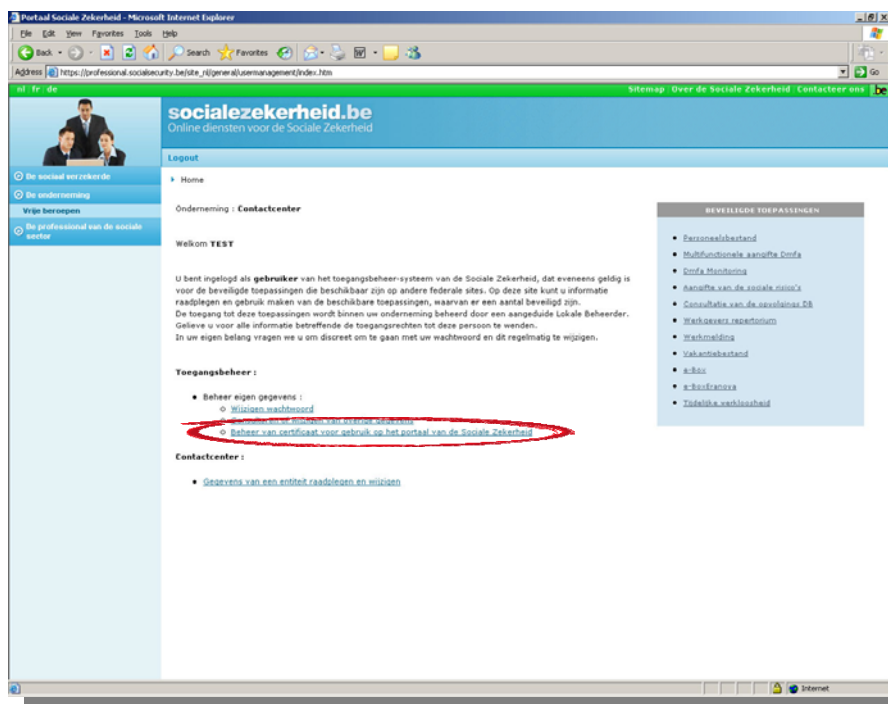 Portaal Sociale Zekerheid - Microsoft Internet Explorer
File Edit View Favorites Tools Help
Back Search Favorites
Address https://professional.socialsecurity.be/site_nl/general/usermanagement/index.htm Go
nl fr de Sitemap Over de Sociale Zekerheid Contacteer ons .be
socialezekerheid.be
Online diensten voor de Sociale Zekerheid
Logout
De sociaal verzekerde
De onderneming
Vrije beroepen
De professional van de sociale sector
Home
Onderneming : Contactcenter
Welkom TEST
U bent ingelogd als gebruiker van het toegangsbeheer-systeem van de Sociale Zekerheid, dat eveneens geldig is
voor de beveiligde toepassingen die beschikbaar zijn op andere federale sites. Op deze site kunt u informatie
raadplegen en gebruik maken van de beschikbare toepassingen, waarvan er een aantal beveiligd zijn.
De toegang tot deze toepassingen wordt binnen uw onderneming beheerd door een aangeduide Lokale Beheerder.
Gelieve u voor alle informatie betreffende de toegangsrechten tot deze persoon te wenden.
In uw eigen belang vragen we u om discreet om te gaan met uw wachtwoord en dit regelmatig te wijzigen.
Toegangsbeheer :
Beheer eigen gegevens :
Wijzigen wachtwoord
Consulteren of wijzigen van overige gegevens
Beheer van certificaat voor gebruik op het portaal van de Sociale Zekerheid
Contactcenter :
Gegevens van een entiteit raadplegen en wijzigen
BEVEILIGDE TOEPASSINGEN
Personeelsbestand
Multifunctionele aangifte Dmfa
Dmfa Monitoring
Aangifte van de sociale risico's
Consultatie van de opvolgings DB
Werkgevers repertorium
Werkmelding
Vakantiebestand
e-Box
e-BoxFranova
Tijdelijke werkloosheid
Internet